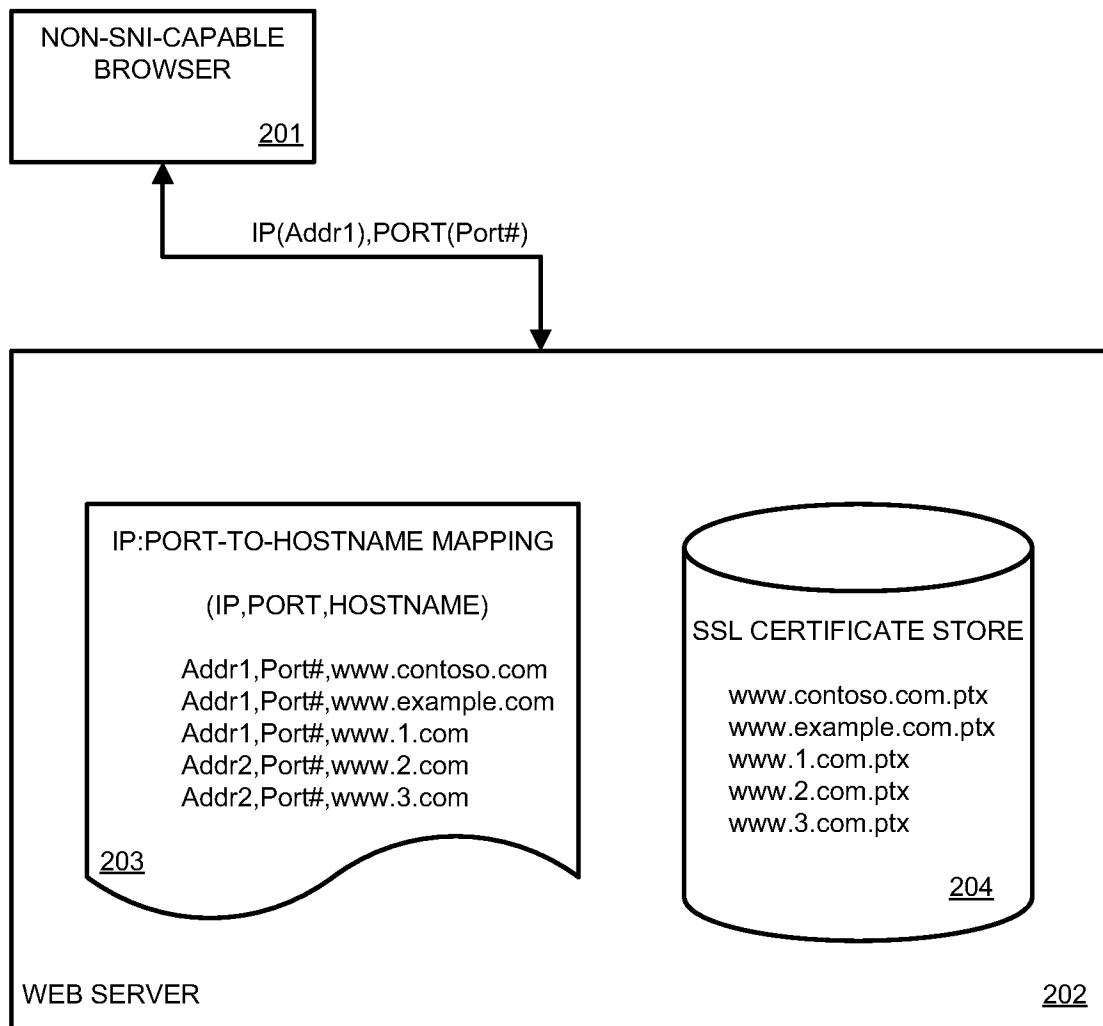 NON-SNI-CAPABLE
BROWSER
201
IP(Addr1),PORT(Port#)
IP:PORT-TO-HOSTNAME MAPPING
(IP,PORT,HOSTNAME)
Addr1,Port#,www.contoso.com
Addr1,Port#,www.example.com
Addr1,Port#,www.1.com
Addr2,Port#,www.2.com
Addr2,Port#,www.3.com
203
SSL CERTIFICATE STORE
www.contoso.com.ptx
www.example.com.ptx
www.1.com.ptx
www.2.com.ptx
www.3.com.ptx
204
WEB SERVER
202